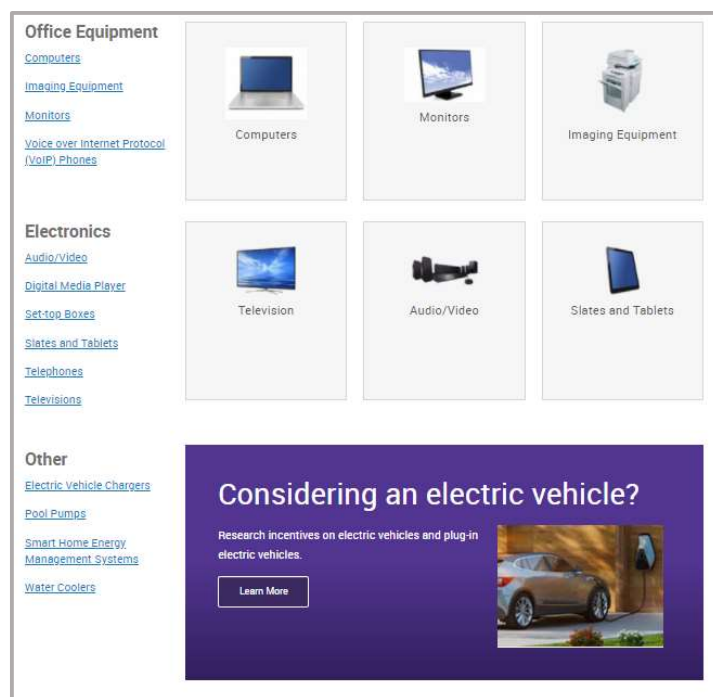 Office Equipment
Computers
Imaging Equipment
Monitors
Voice over Internet Protocol
(VoIP) Phones
Computers
Monitors
Imaging Equipment
Electronics
Audio/Video
Digital Media Player
Set-top Boxes
Slates and Tablets
Telephones
Televisions
Television
Audio/Video
Slates and Tablets
Other
Electric Vehicle Chargers
Pool Pumps
Smart Home Energy
Management Systems
Water Coolers
Considering an electric vehicle?
Research incentives on electric vehicles and plug-in
electric vehicles.
Learn More